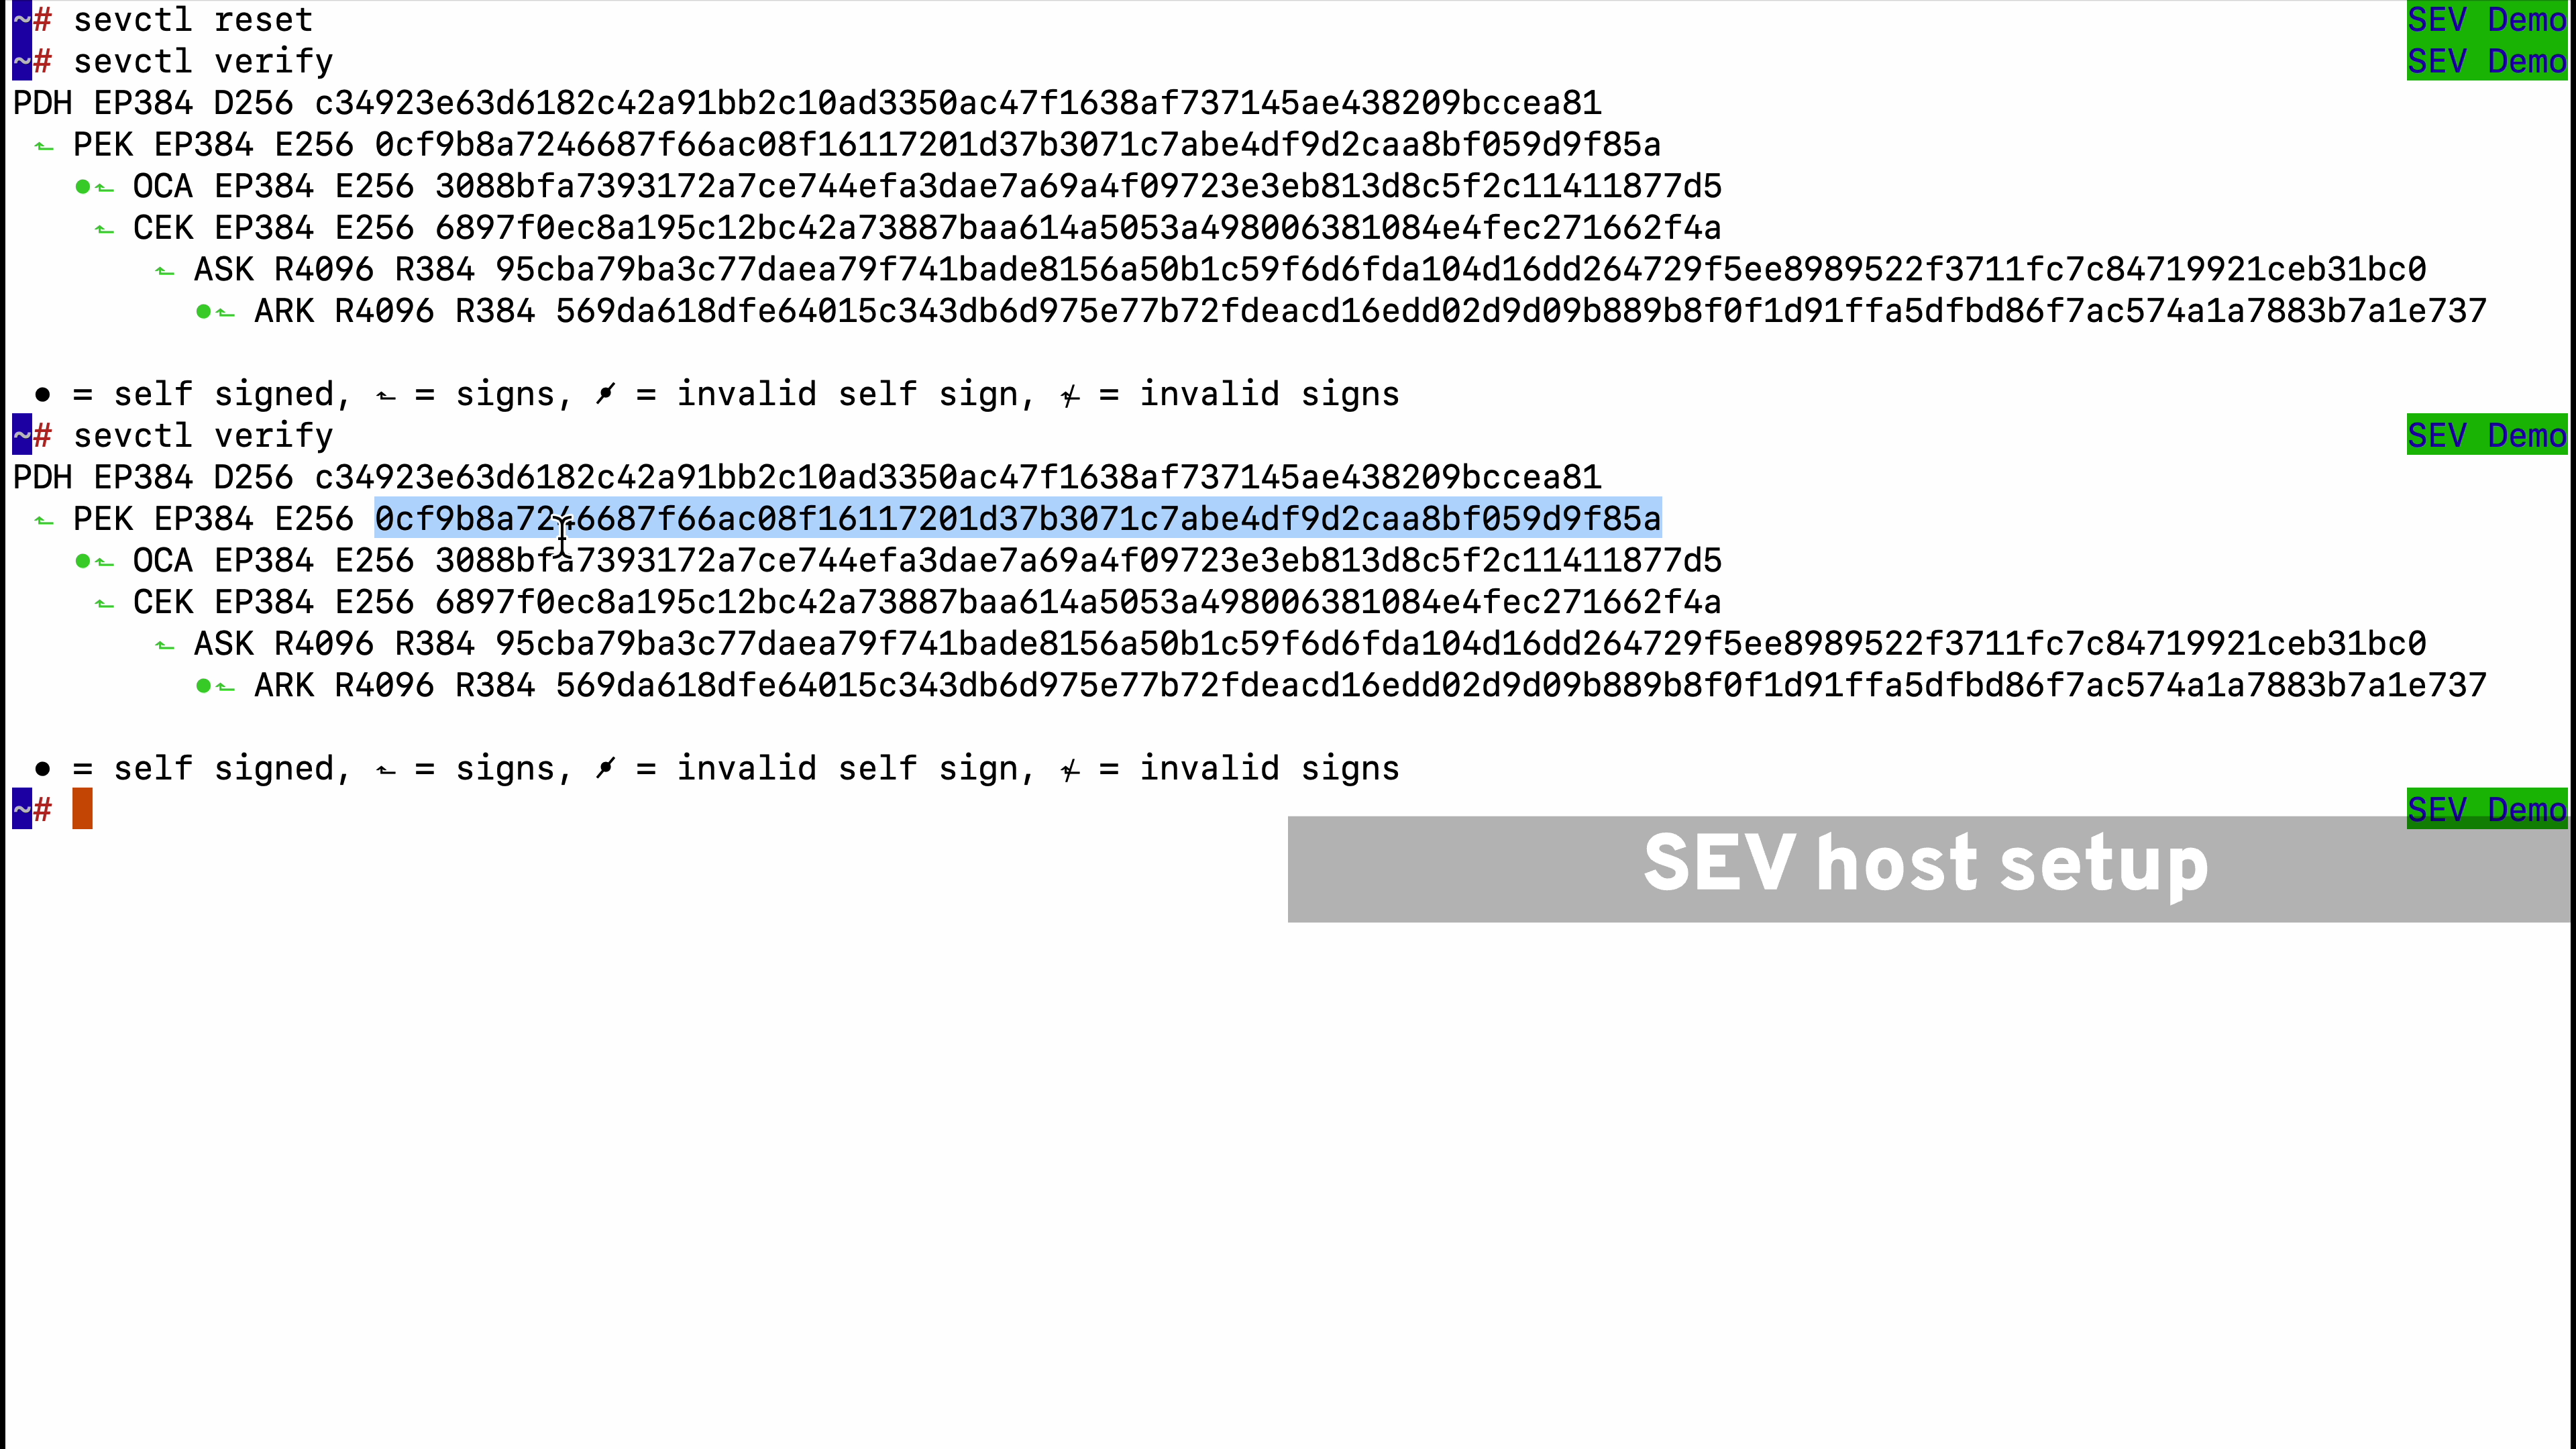 ~# sevctl reset SEV Demo
~# sevctl verify SEV Demo
PDH EP384 D256 c34923e63d6182c42a91bb2c10ad3350ac47f1638af737145ae438209bccea81
⬑ PEK EP384 E256 0cf9b8a7246687f66ac08f16117201d37b3071c7abe4df9d2caa8bf059d9f85a
●⬑ OCA EP384 E256 3088bfa7393172a7ce744efa3dae7a69a4f09723e3eb813d8c5f2c11411877d5
⬑ CEK EP384 E256 6897f0ec8a195c12bc42a73887baa614a5053a498006381084e4fec271662f4a
⬑ ASK R4096 R384 95cba79ba3c77daea79f741bade8156a50b1c59f6d6fda104d16dd264729f5ee8989522f3711fc7c84719921ceb31bc0
●⬑ ARK R4096 R384 569da618dfe64015c343db6d975e77b72fdeacd16edd02d9d09b889b8f0f1d91ffa5dfbd86f7ac574a1a7883b7a1e737
● = self signed, ⬑ = signs, •̷ = invalid self sign, ⬑̸ = invalid signs
~# sevctl verify SEV Demo
PDH EP384 D256 c34923e63d6182c42a91bb2c10ad3350ac47f1638af737145ae438209bccea81
⬑ PEK EP384 E256 0cf9b8a7246687f66ac08f16117201d37b3071c7abe4df9d2caa8bf059d9f85a
●⬑ OCA EP384 E256 3088bfa7393172a7ce744efa3dae7a69a4f09723e3eb813d8c5f2c11411877d5
⬑ CEK EP384 E256 6897f0ec8a195c12bc42a73887baa614a5053a498006381084e4fec271662f4a
⬑ ASK R4096 R384 95cba79ba3c77daea79f741bade8156a50b1c59f6d6fda104d16dd264729f5ee8989522f3711fc7c84719921ceb31bc0
●⬑ ARK R4096 R384 569da618dfe64015c343db6d975e77b72fdeacd16edd02d9d09b889b8f0f1d91ffa5dfbd86f7ac574a1a7883b7a1e737
● = self signed, ⬑ = signs, •̷ = invalid self sign, ⬑̸ = invalid signs
~# SEV Demo
SEV host setup